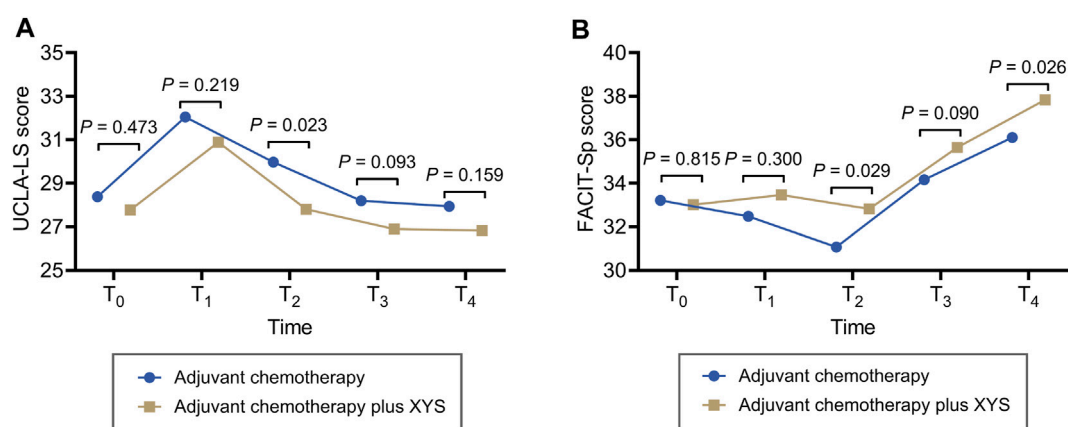 A
UCLA-LS score
35
33
31
29
27
25
P = 0.473
P = 0.219
P = 0.023
P = 0.093
P = 0.159
T0
T1
T2
T3
T4
Time
Adjuvant chemotherapy
Adjuvant chemotherapy plus XYS
B
FACIT-Sp score
40
38
36
34
32
30
P = 0.815
P = 0.300
P = 0.029
P = 0.090
P = 0.026
T0
T1
T2
T3
T4
Time
Adjuvant chemotherapy
Adjuvant chemotherapy plus XYS